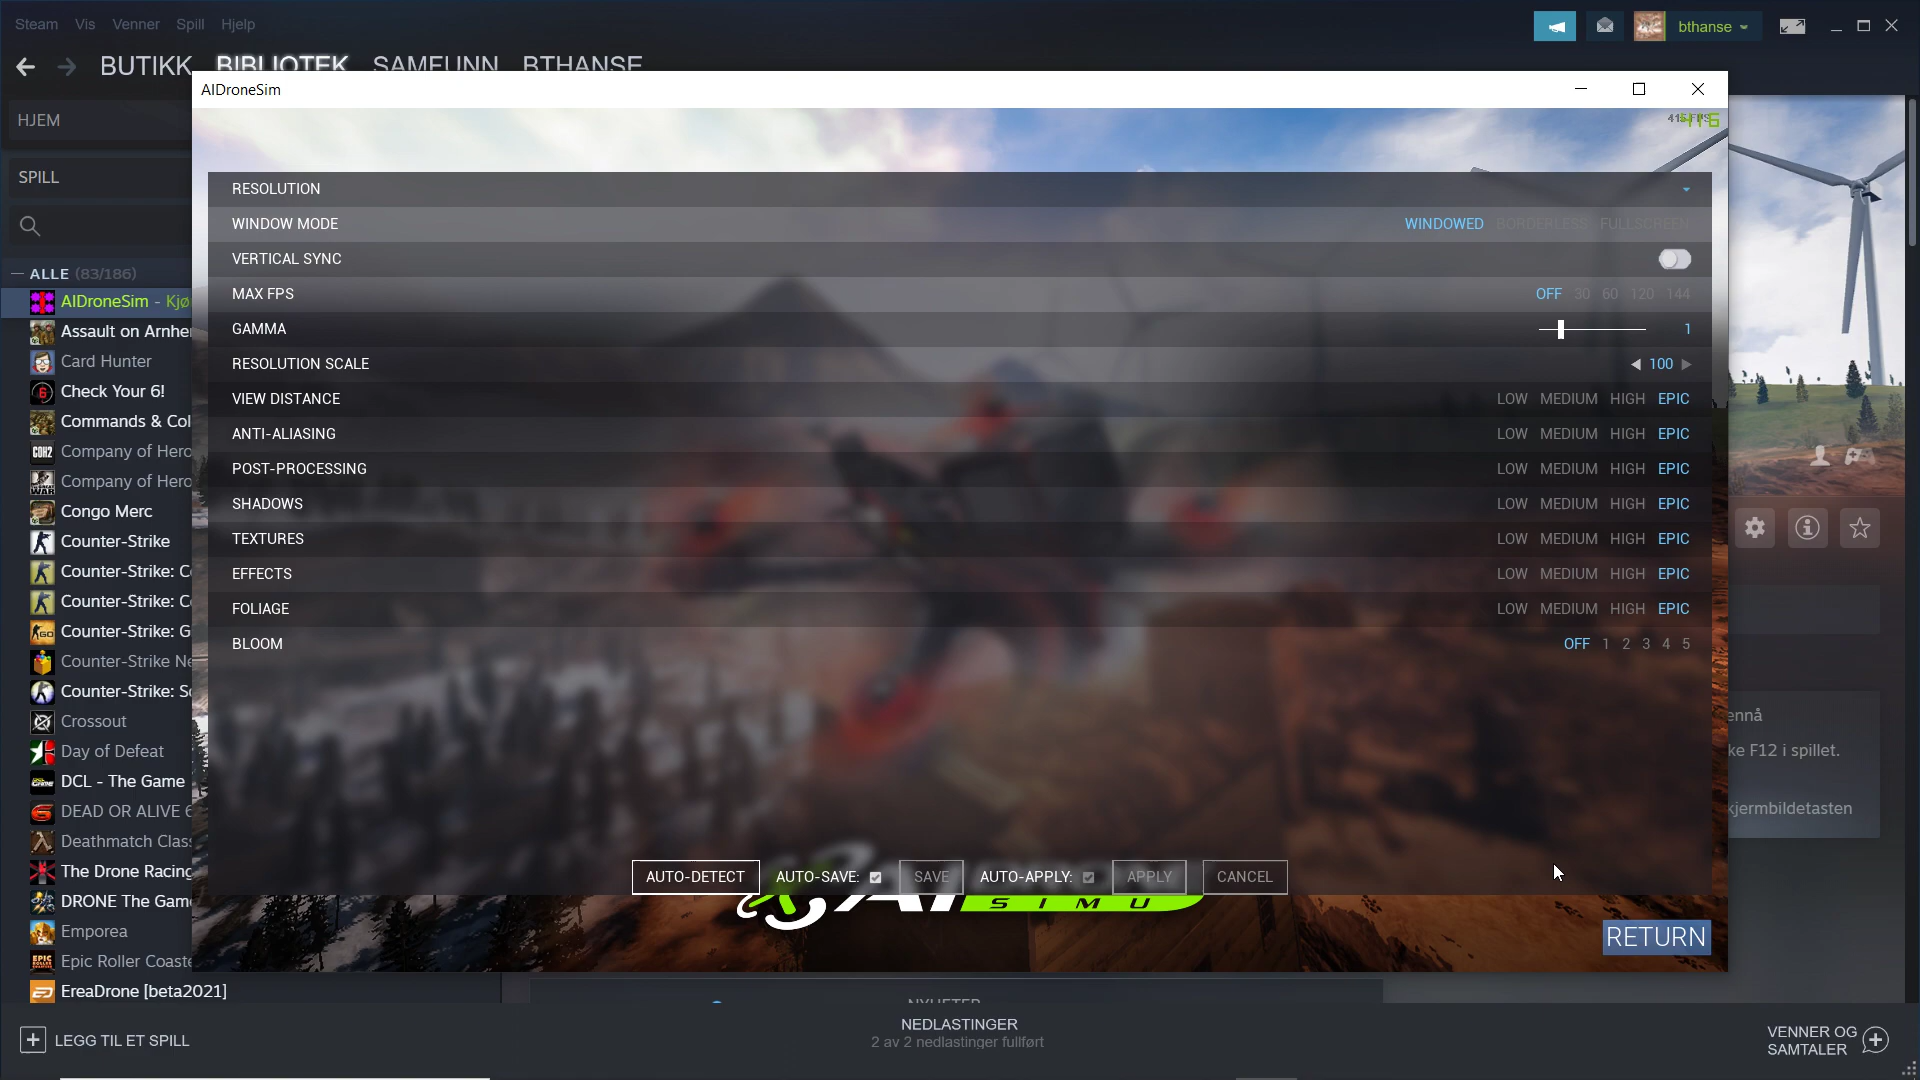 Steam Vis Venner Spill Hjelp
bthanse
BUTIKK BIBLIOTEK SAMFUNN BTHANSE
AIDroneSim
HJEM
SPILL
ALLE (83/186)
AIDroneSim - Kjø
Assault on Arnhe
Card Hunter
Check Your 6!
Commands & Col
Company of Hero
Company of Hero
Congo Merc
Counter-Strike
Counter-Strike: C
Counter-Strike: C
Counter-Strike: G
Counter-Strike Ne
Counter-Strike: So
Crossout
Day of Defeat
DCL - The Game
DEAD OR ALIVE 6
Deathmatch Clas
The Drone Racing
DRONE The Gam
Emporea
Epic Roller Coaste
EreaDrone [beta2021]
416
RESOLUTION
WINDOW MODE WINDOWED BORDERLESS FULLSCREEN
VERTICAL SYNC
MAX FPS OFF 30 60 120 144
GAMMA 1
RESOLUTION SCALE 100
VIEW DISTANCE LOW MEDIUM HIGH EPIC
ANTI-ALIASING LOW MEDIUM HIGH EPIC
POST-PROCESSING LOW MEDIUM HIGH EPIC
SHADOWS LOW MEDIUM HIGH EPIC
TEXTURES LOW MEDIUM HIGH EPIC
EFFECTS LOW MEDIUM HIGH EPIC
FOLIAGE LOW MEDIUM HIGH EPIC
BLOOM OFF 1 2 3 4 5
AUTO-DETECT AUTO-SAVE: SAVE AUTO-APPLY: APPLY CANCEL
SIMU
RETURN
ennå
ke F12 i spillet.
kjermbildetasten
NYHETER
LEGG TIL ET SPILL
NEDLASTINGER
2 av 2 nedlastinger fullført
VENNER OG
SAMTALER